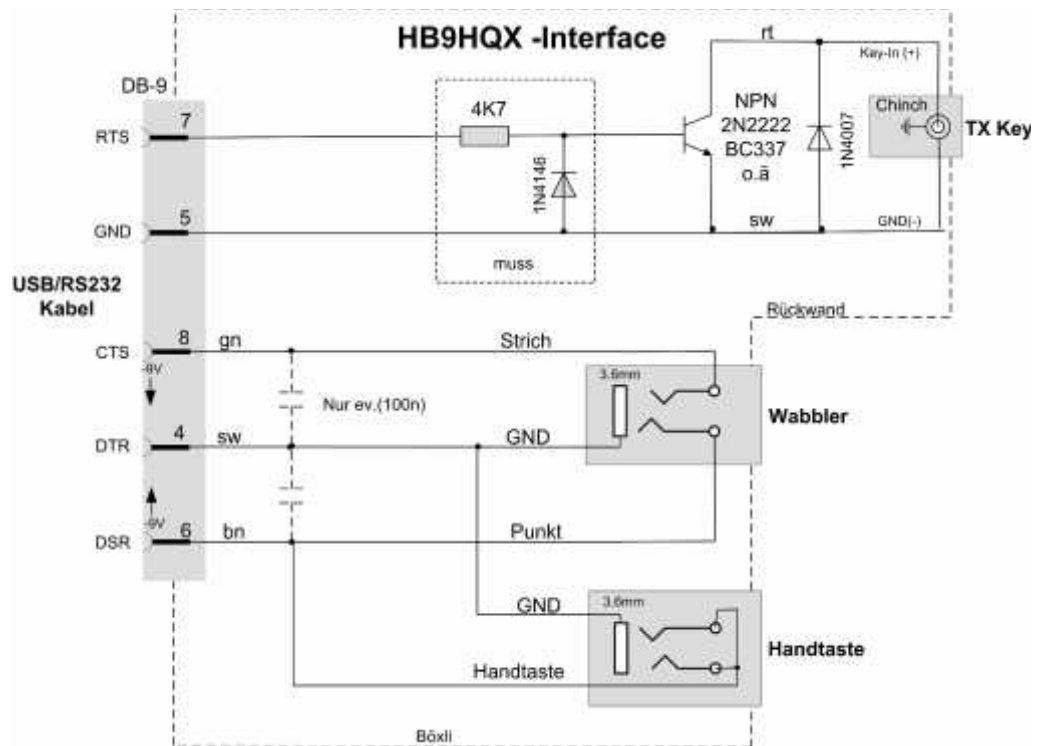 HB9HQX -Interface
rt
Key-In (+)
DB-9
4K7
NPN
2N2222
BC337
o.ä
1N4007
Chinch
TX Key
RTS
7
1N4146
GND
5
sw
GND(-)
muss
USB/RS232
Kabel
Rückwand
CTS
8
gn
Strich
-9V
3,6mm
Nur ev.(100n)
Wabbler
DTR
4
sw
GND
-9V
DSR
6
bn
Punkt
GND
3,6mm
Handtaste
Handtaste
Böxli